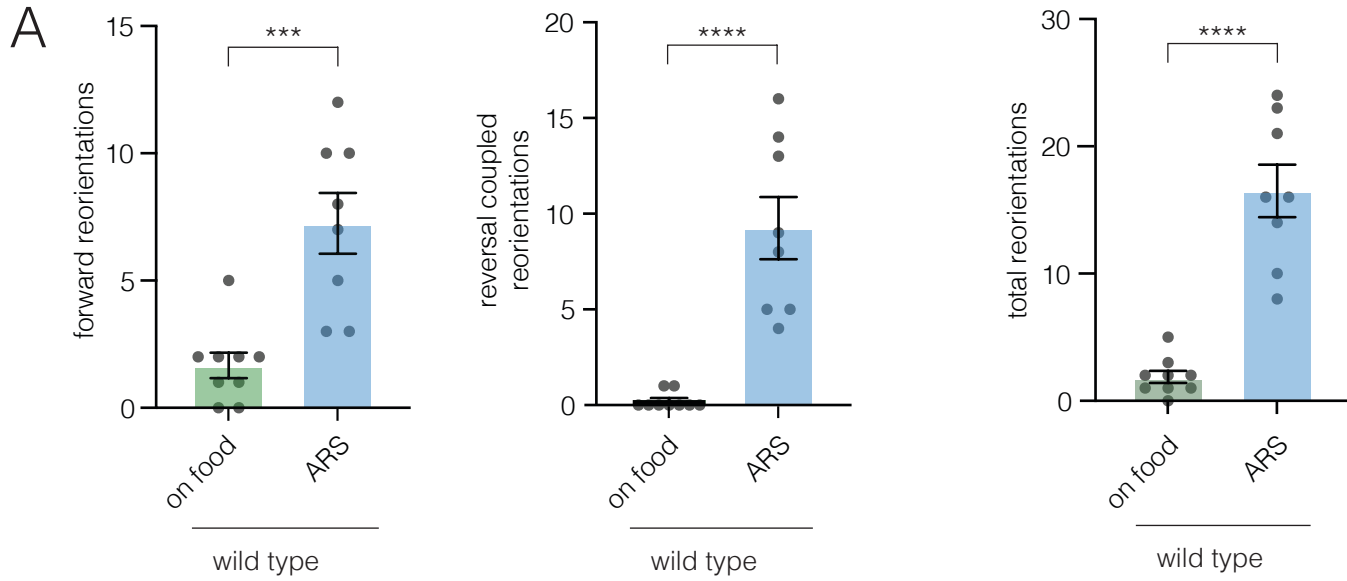 A
15
10
5
0
forward reorientations
***
on food
ARS
wild type
20
15
10
5
0
reversal coupled
reorientations
****
on food
ARS
wild type
30
20
10
0
total reorientations
****
on food
ARS
wild type